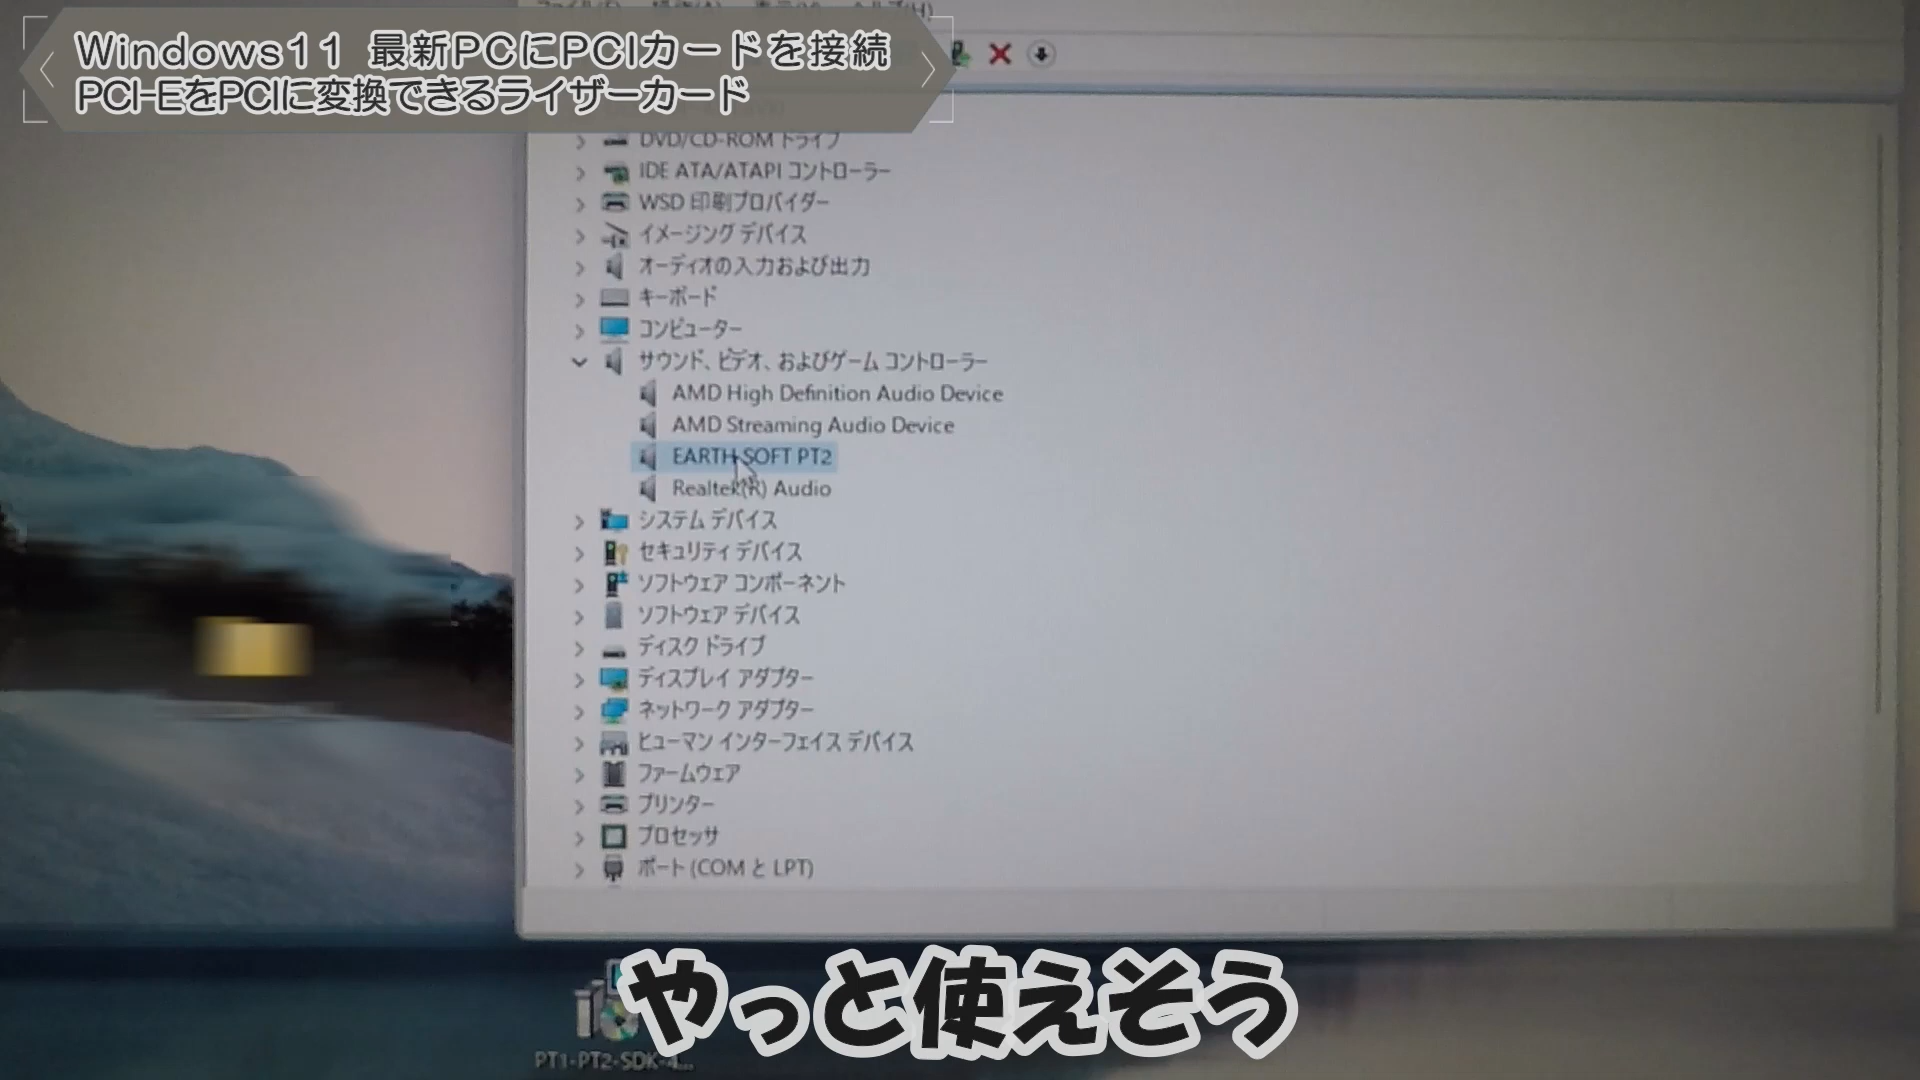 Windows11 最新PCにPCIカードを接続
PCI-EをPCIに変換できるライザーカード
DVD/CD-ROM ドライブ
IDE ATA/ATAPI コントローラー
WSD 印刷プロバイダー
イメージング デバイス
オーディオの入力および出力
キーボード
コンピューター
サウンド、ビデオ、およびゲーム コントローラー
AMD High Definition Audio Device
AMD Streaming Audio Device
EARTH SOFT PT2
Realtek(R) Audio
システム デバイス
セキュリティ デバイス
ソフトウェア コンポーネント
ソフトウェア デバイス
ディスク ドライブ
ディスプレイ アダプター
ネットワーク アダプター
ヒューマン インターフェイス デバイス
ファームウェア
プリンター
プロセッサ
ポート (COM と LPT)
やっと使えそう
PT1-PT2-SDK-4...